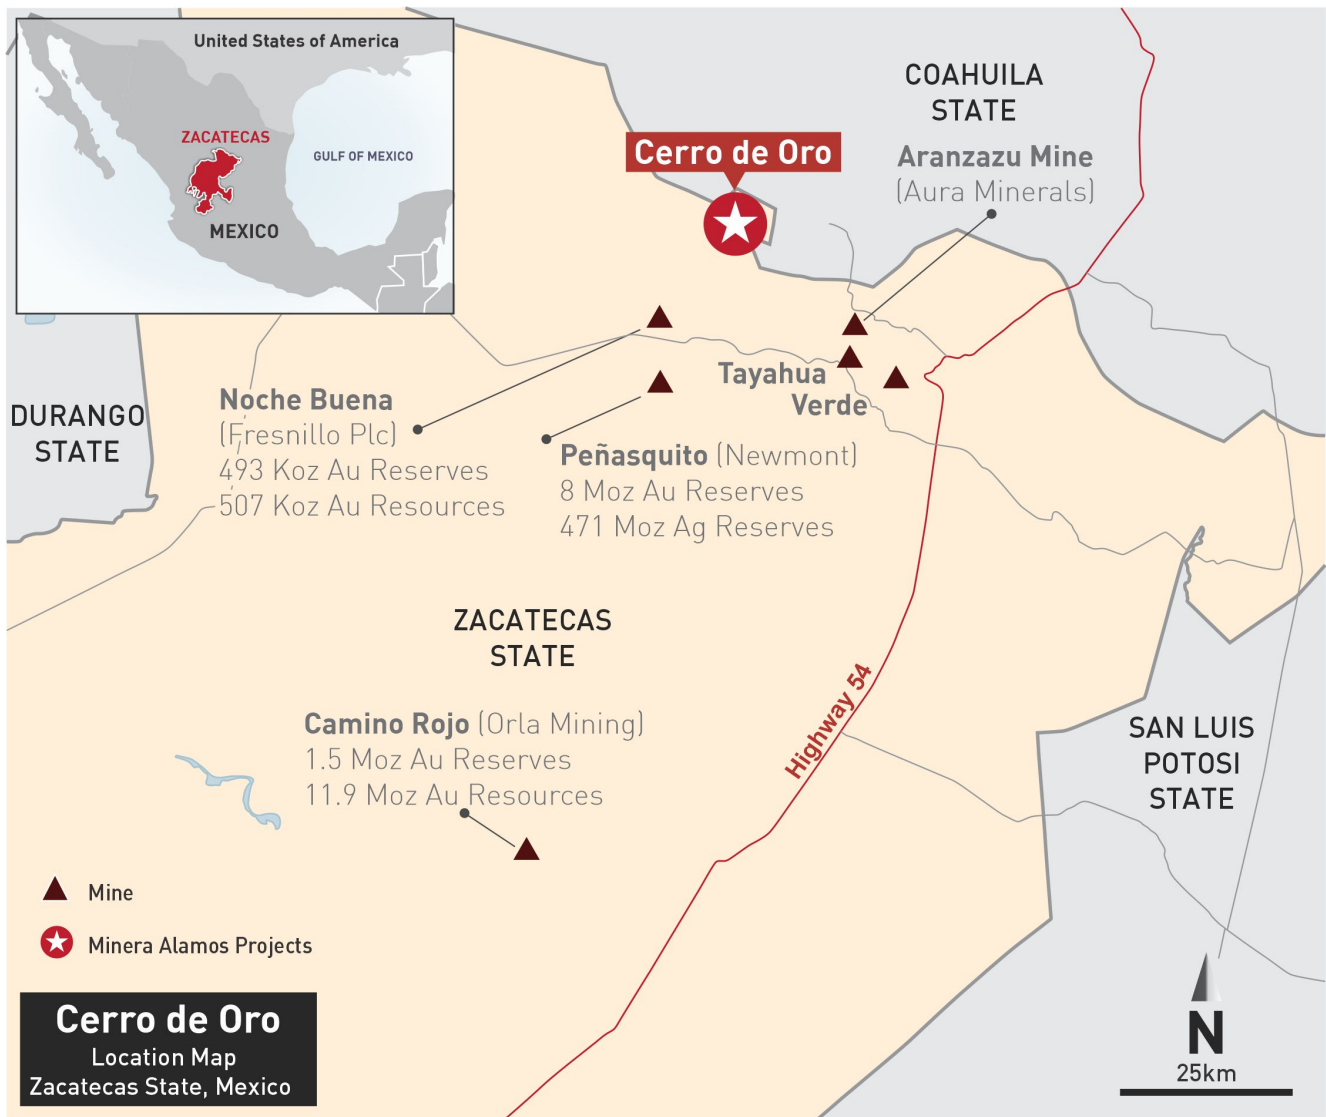 United States of America
ZACATECAS
GULF OF MEXICO
MEXICO
COAHUILA
STATE
Cerro de Oro
Aranzazu Mine
(Aura Minerals)
DURANGO
STATE
Noche Buena
(Fresnillo Plc)
493 Koz Au Reserves
507 Koz Au Resources
Tayahua
Verde
Peñasquito (Newmont)
8 Moz Au Reserves
471 Moz Ag Reserves
ZACATECAS
STATE
Camino Rojo (Orla Mining)
1.5 Moz Au Reserves
11.9 Moz Au Resources
Highway 54
SAN LUIS
POTOSI
STATE
Mine
Minera Alamos Projects
Cerro de Oro
Location Map
Zacatecas State, Mexico
N
25km